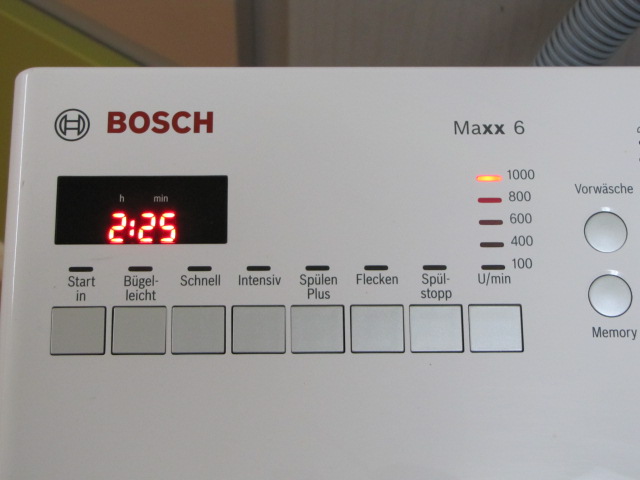 BOSCH
Maxx 6
h min
2:25
1000
800
600
400
100
U/min
Start
in
Bügel-
leicht
Schnell
Intensiv
Spülen
Plus
Flecken
Spül-
stopp
Vorwäsche
Memory